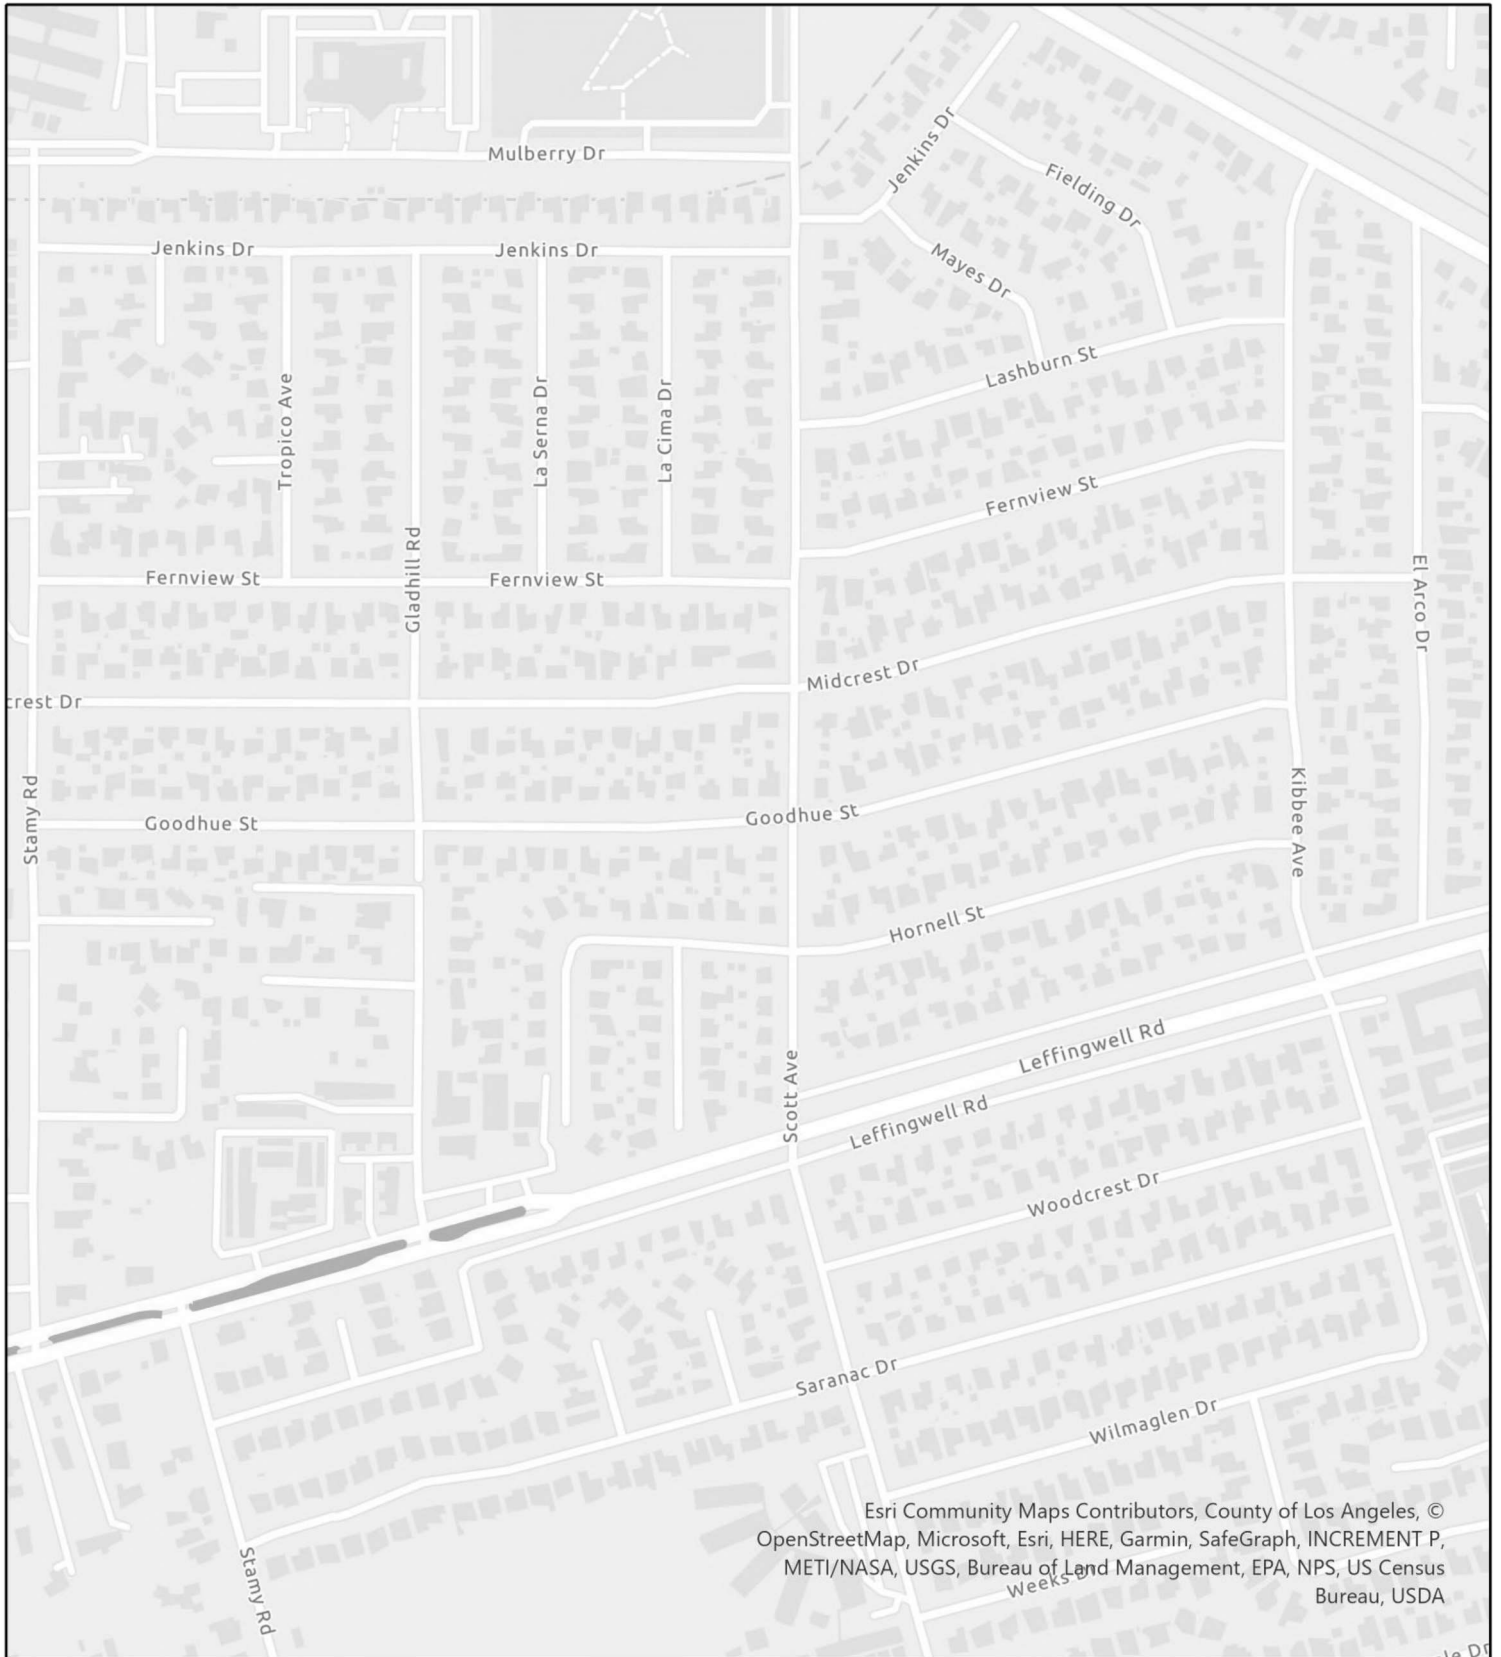 Mulberry Dr
Jenkins Dr
Fielding Dr
Jenkins Dr
Jenkins Dr
Mayes Dr
Lashburn St
Tropico Ave
La Serna Dr
La Cima Dr
Fernview St
Gladhill Rd
Fernview St
Fernview St
El Arco Dr
Midcrest Dr
crest Dr
Stamy Rd
Goodhue St
Goodhue St
Kibbee Ave
Hornell St
Scott Ave
Leffingwell Rd
Leffingwell Rd
Woodcrest Dr
Saranac Dr
Wilmaglen Dr
Stamy Rd
Weeks Dr
Esri Community Maps Contributors, County of Los Angeles, ©
OpenStreetMap, Microsoft, Esri, HERE, Garmin, SafeGraph, INCREMENT P,
METI/NASA, USGS, Bureau of Land Management, EPA, NPS, US Census
Bureau, USDA
le Dr